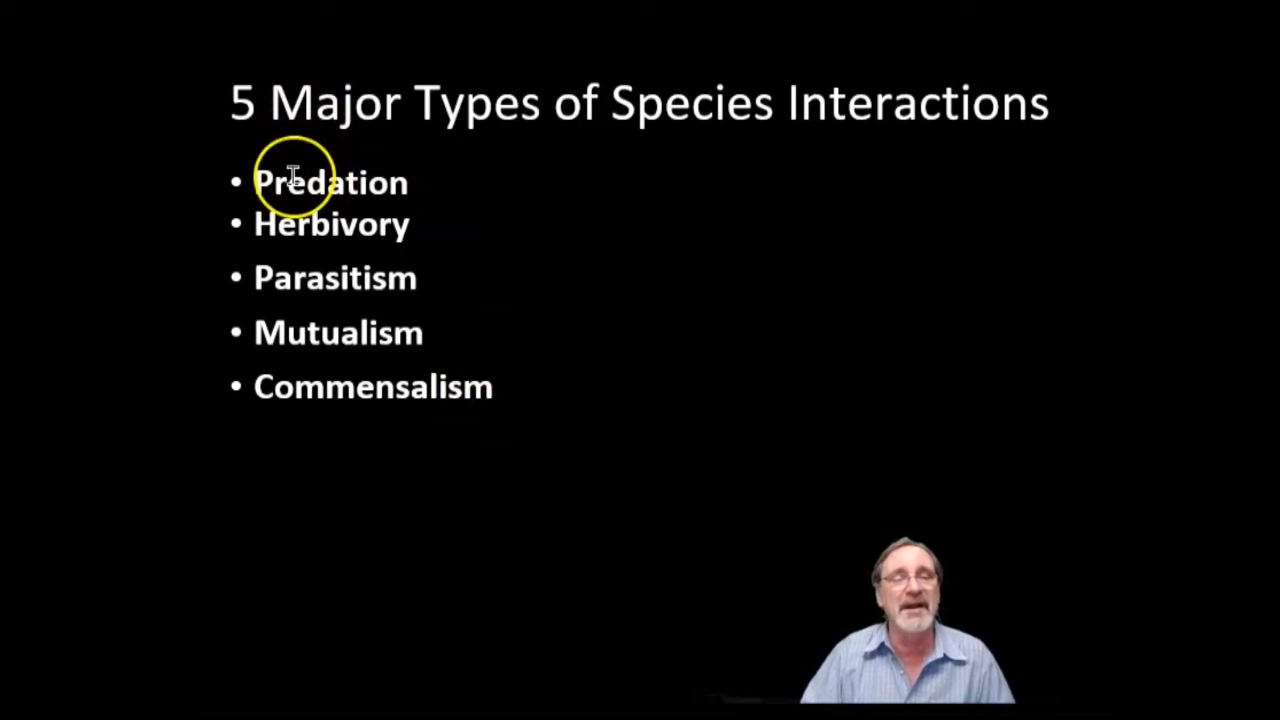 5 Major Types of Species Interactions
• Predation
• Herbivory
• Parasitism
• Mutualism
• Commensalism